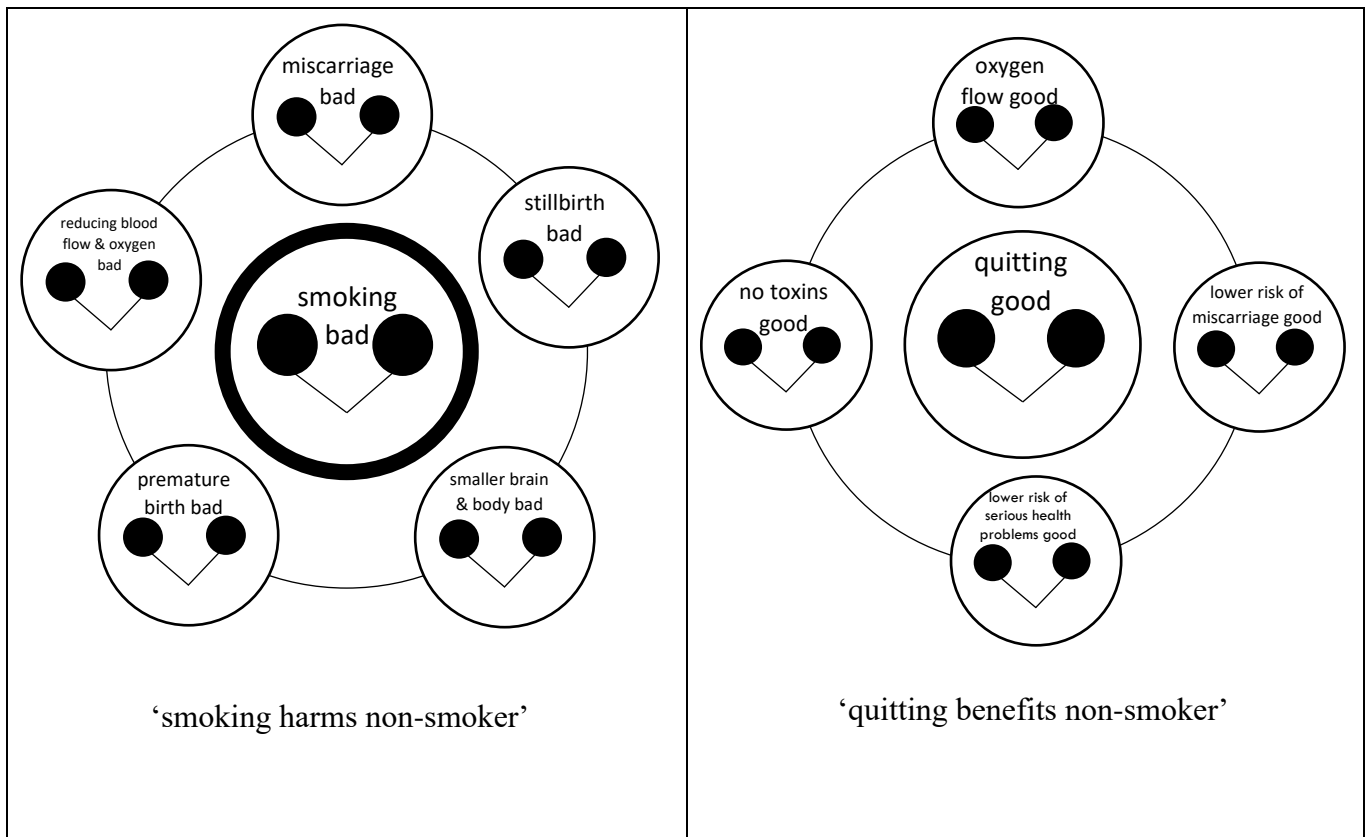 miscarriage
bad
stillbirth
bad
reducing blood
flow & oxygen
bad
smoking
bad
premature
birth bad
smaller brain
& body bad
‘smoking harms non-smoker’
oxygen
flow good
no toxins
good
quitting
good
lower risk of
miscarriage good
lower risk of
serious health
problems good
‘quitting benefits non-smoker’